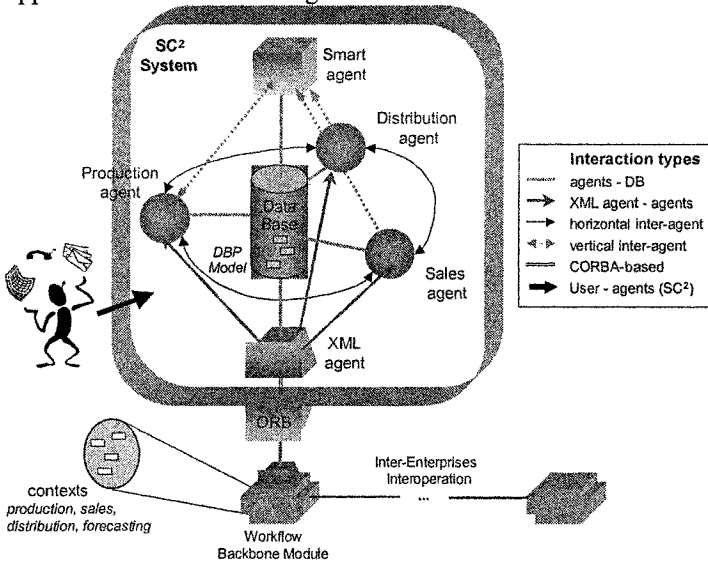 SC² System
Smart agent
Distribution agent
Production agent
Data Base
DBP Model
Sales agent
XML agent
ORB
Interaction types
agents - DB
XML agent - agents
horizontal inter-agent
vertical inter-agent
CORBA-based
User - agents (SC²)
contexts
production, sales,
distribution, forecasting
Inter-Enterprises
Interoperation
...
Workflow
Backbone Module